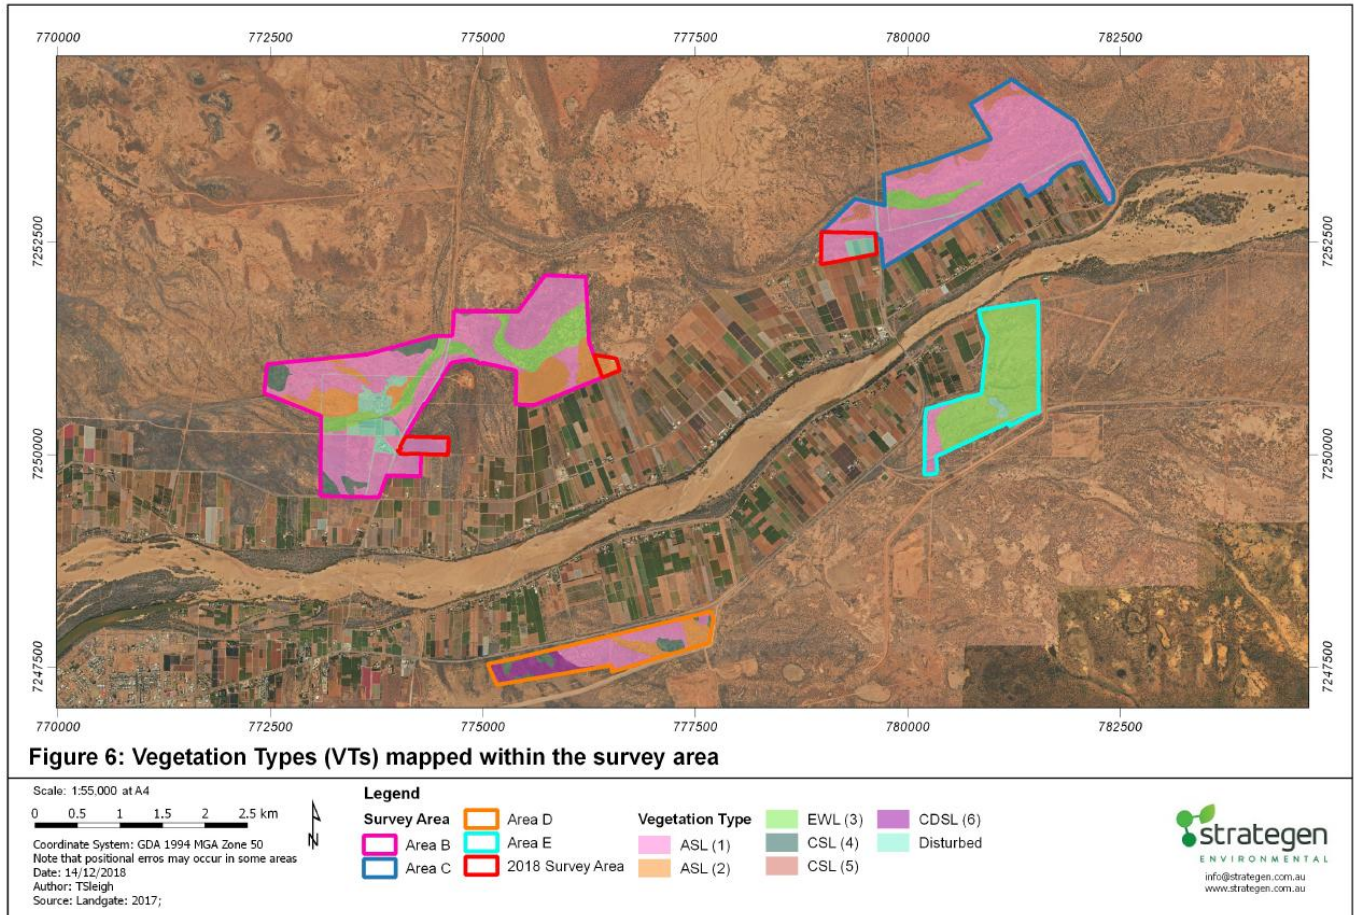 770000 772500 775000 777500 780000 782500
7252500 7252500
7250000 7250000
7247500 7247500
770000 772500 775000 777500 780000 782500
Figure 6: Vegetation Types (VTs) mapped within the survey area
Scale: 1:55,000 at A4
0 0.5 1 1.5 2 2.5 km
N
Coordinate System: GDA 1994 MGA Zone 50
Note that positional erros may occur in some areas
Date: 14/12/2018
Author: TSleigh
Source: Landgate: 2017;
Legend
Survey Area
Area B
Area C
Area D
Area E
2018 Survey Area
Vegetation Type
ASL (1)
ASL (2)
EWL (3)
CSL (4)
CSL (5)
CDSL (6)
Disturbed
strategen
ENVIRONMENTAL
info@strategen.com.au
www.strategen.com.au